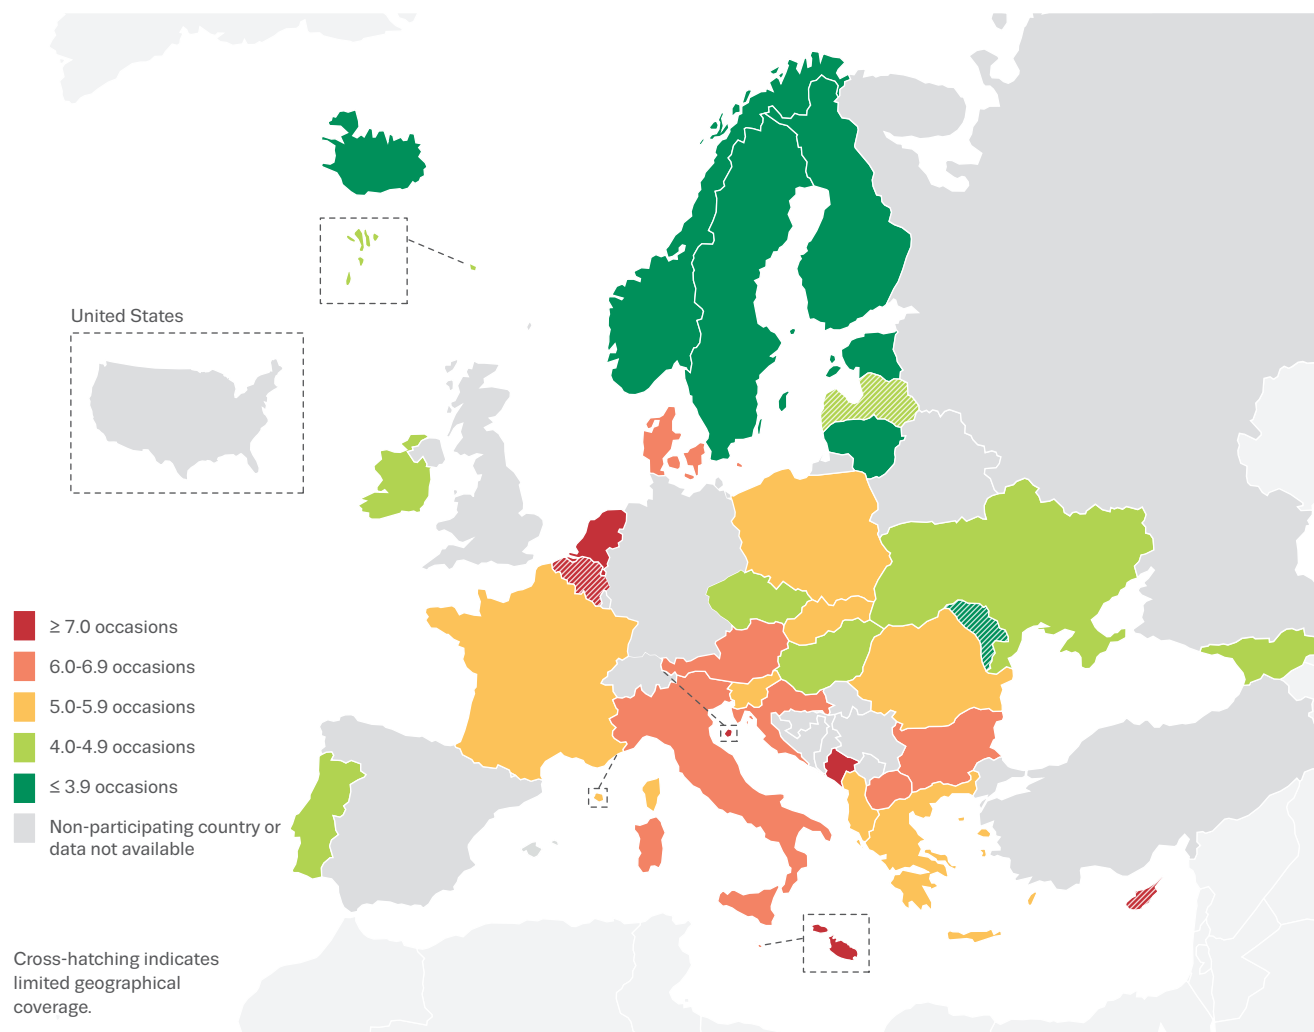 United States
≥ 7.0 occasions
6.0-6.9 occasions
5.0-5.9 occasions
4.0-4.9 occasions
≤ 3.9 occasions
Non-participating country or
data not available
Cross-hatching indicates
limited geographical
coverage.